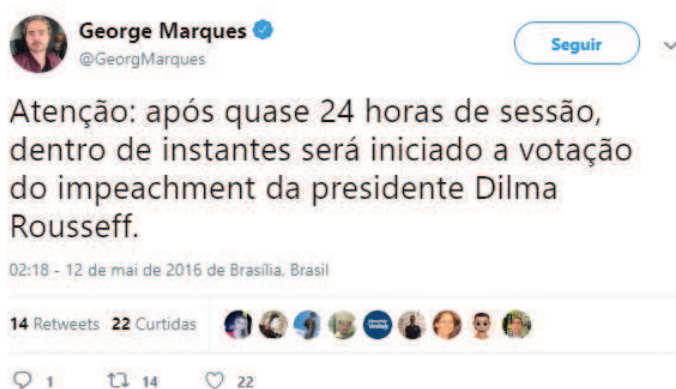 George Marques
@GeorgMarques
Seguir
Atenção: após quase 24 horas de sessão,
dentro de instantes será iniciado a votação
do impeachment da presidente Dilma
Rousseff.
02:18 - 12 de mai de 2016 de Brasília, Brasil
14 Retweets 22 Curtidas
1 14 22